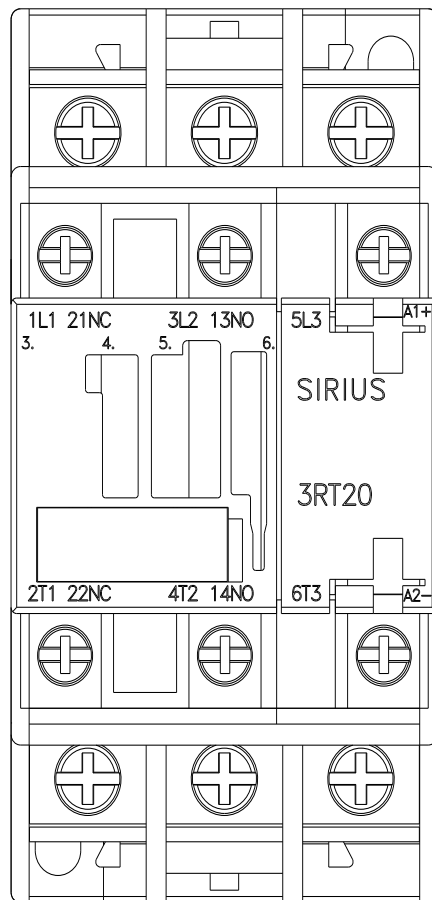 1L1 21NC 3L2 13NO 5L3 A1+
3. 4. 5. 6.
SIRIUS
3RT20
2T1 22NC 4T2 14NO 6T3 A2-